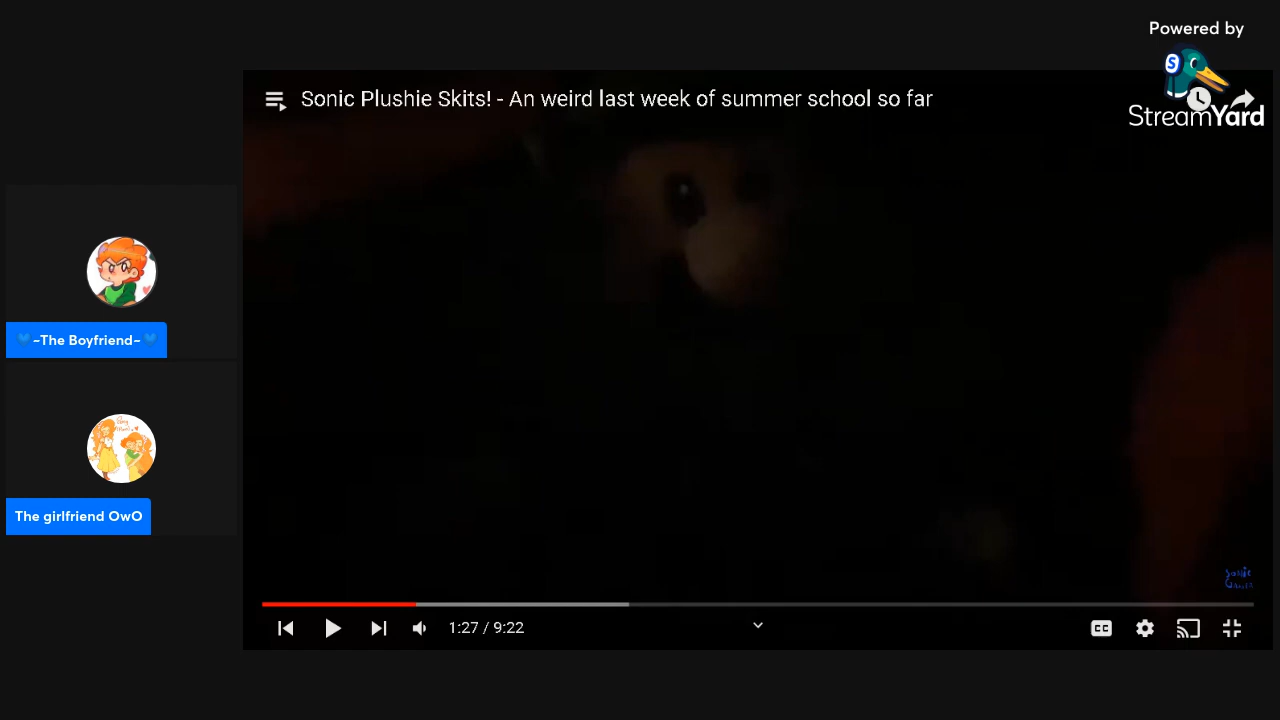 Powered by
StreamYard
Sonic Plushie Skits! - An weird last week of summer school so far
~The Boyfriend~
The girlfriend OwO
1:27 / 9:22
CC